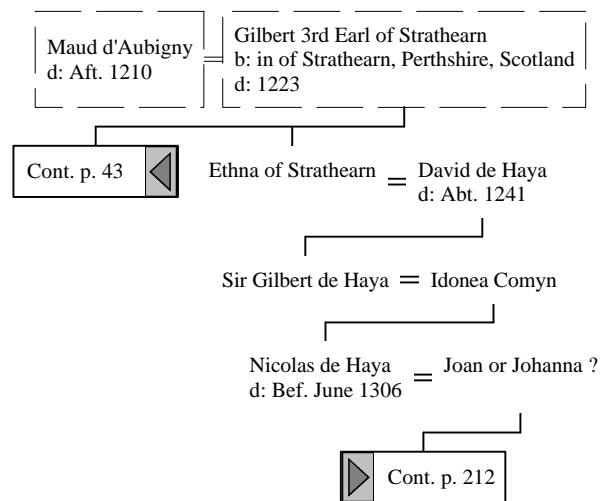 Maud d'Aubigny
d: Aft. 1210
=
Gilbert 3rd Earl of Strathearn
b: in of Strathearn, Perthshire, Scotland
d: 1223
Cont. p. 43
Ethna of Strathearn
=
David de Haya
d: Abt. 1241
Sir Gilbert de Haya = Idonea Comyn
Nicolas de Haya
d: Bef. June 1306
=
Joan or Johanna ?
Cont. p. 212